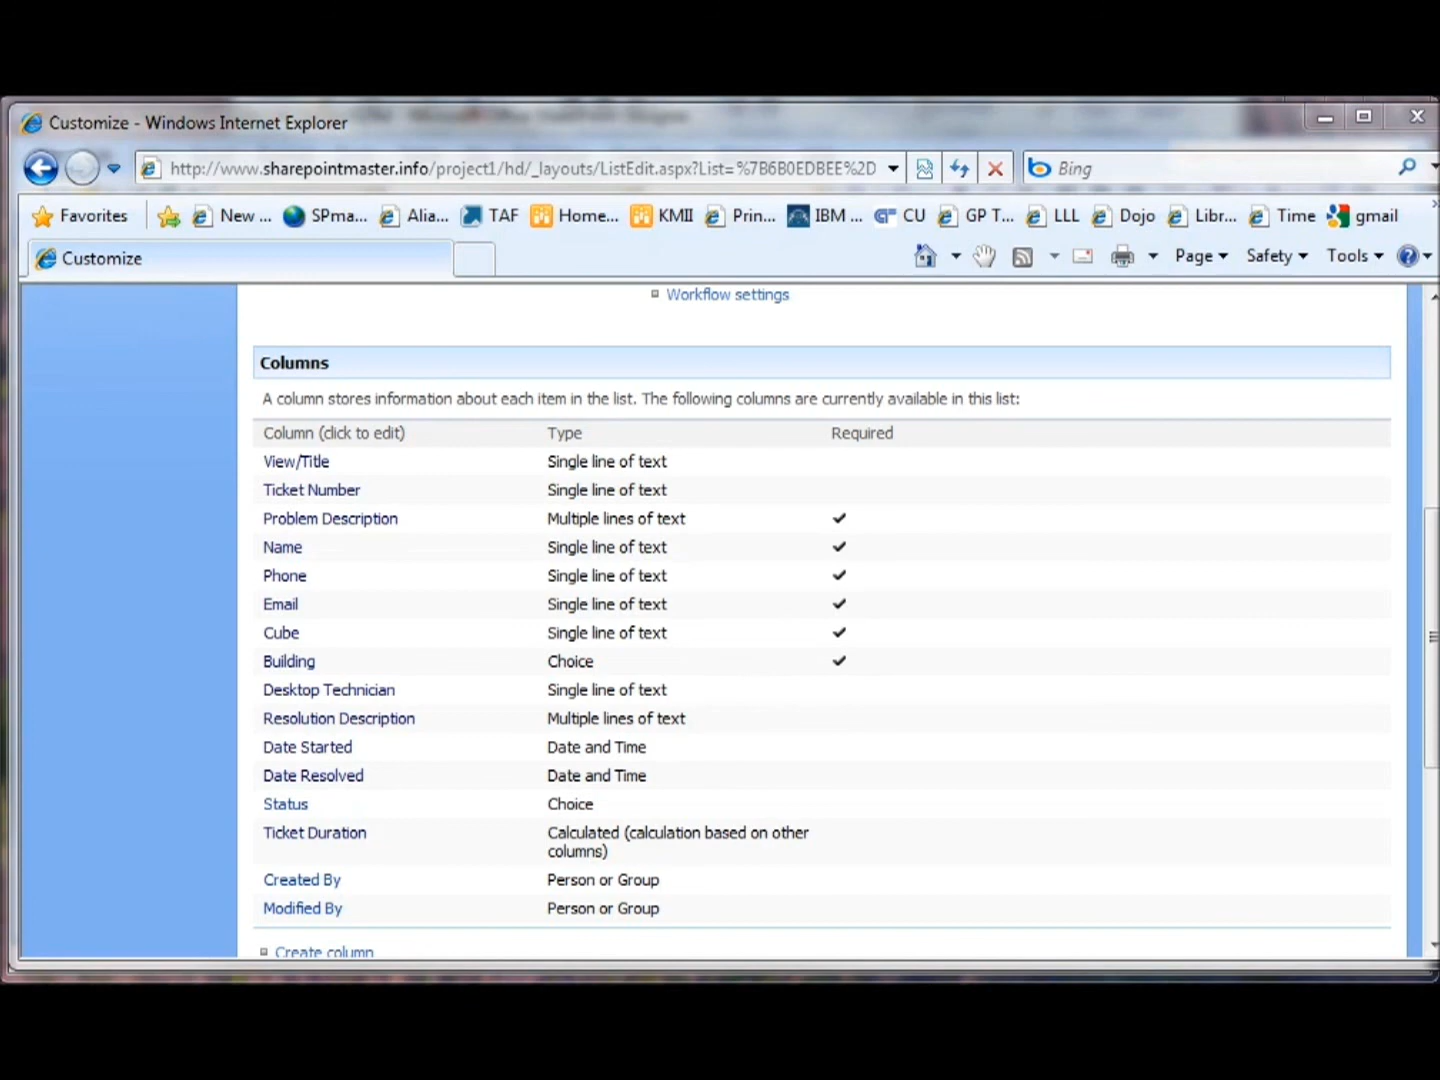 Customize - Windows Internet Explorer
http://www.sharepointmaster.info/project1/hd/_layouts/ListEdit.aspx?List=%7B6B0EDBEE%2D
Bing
Favorites New ... SPma... Alia... TAF Home... KMII Prin... IBM ... CU GP T... LLL Dojo Libr... Time gmail
Customize
Page Safety Tools
Workflow settings
Columns
A column stores information about each item in the list. The following columns are currently available in this list:
Column (click to edit) Type Required
View/Title Single line of text
Ticket Number Single line of text
Problem Description Multiple lines of text ✓
Name Single line of text ✓
Phone Single line of text ✓
Email Single line of text ✓
Cube Single line of text ✓
Building Choice ✓
Desktop Technician Single line of text
Resolution Description Multiple lines of text
Date Started Date and Time
Date Resolved Date and Time
Status Choice
Ticket Duration Calculated (calculation based on other
columns)
Created By Person or Group
Modified By Person or Group
Create column